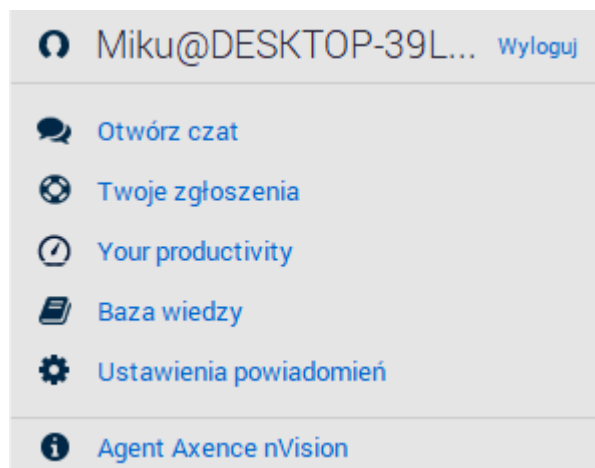 Miku@DESKTOP-39L... Wyloguj
Otwórz czat
Twoje zgłoszenia
Your productivity
Baza wiedzy
Ustawienia powiadomień
Agent Axence nVision